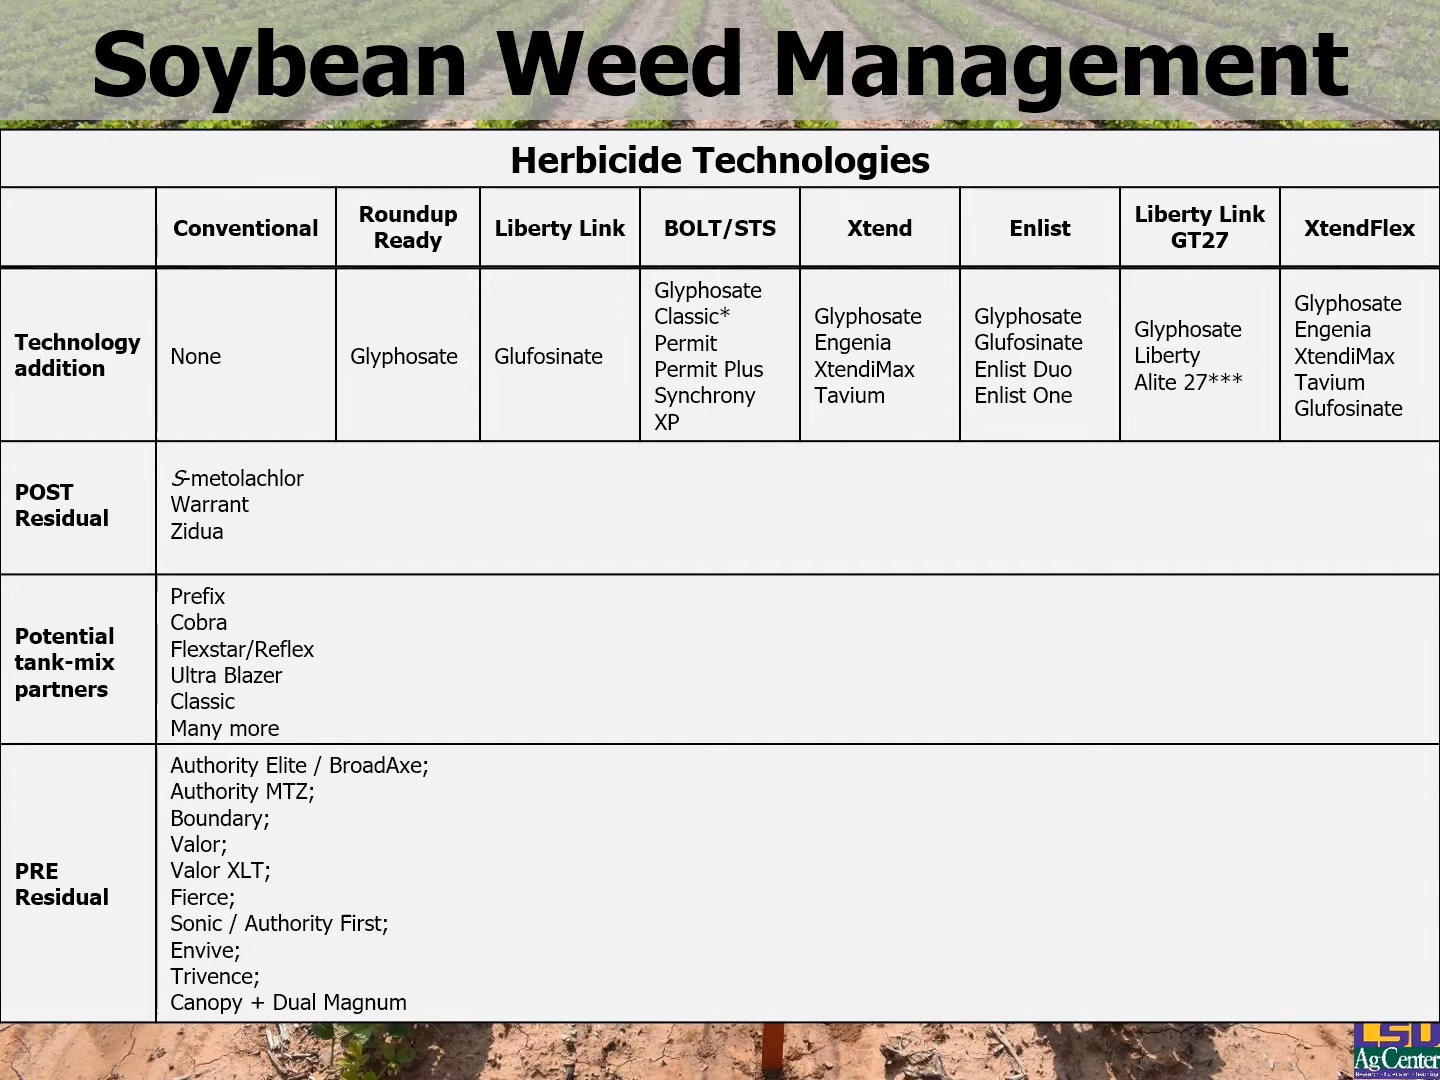 Soybean Weed Management
Herbicide Technologies
Conventional
Roundup
Ready
Liberty Link
BOLT/STS
Xtend
Enlist
Liberty Link
GT27
XtendFlex
Technology
addition
None
Glyphosate
Glufosinate
Glyphosate
Classic*
Permit
Permit Plus
Synchrony
XP
Glyphosate
Engenia
XtendiMax
Tavium
Glyphosate
Glufosinate
Enlist Duo
Enlist One
Glyphosate
Liberty
Alite 27***
Glyphosate
Engenia
XtendiMax
Tavium
Glufosinate
POST
Residual
S-metolachlor
Warrant
Zidua
Potential
tank-mix
partners
Prefix
Cobra
Flexstar/Reflex
Ultra Blazer
Classic
Many more
PRE
Residual
Authority Elite / BroadAxe;
Authority MTZ;
Boundary;
Valor;
Valor XLT;
Fierce;
Sonic / Authority First;
Envive;
Trivence;
Canopy + Dual Magnum
LSU
AgCenter